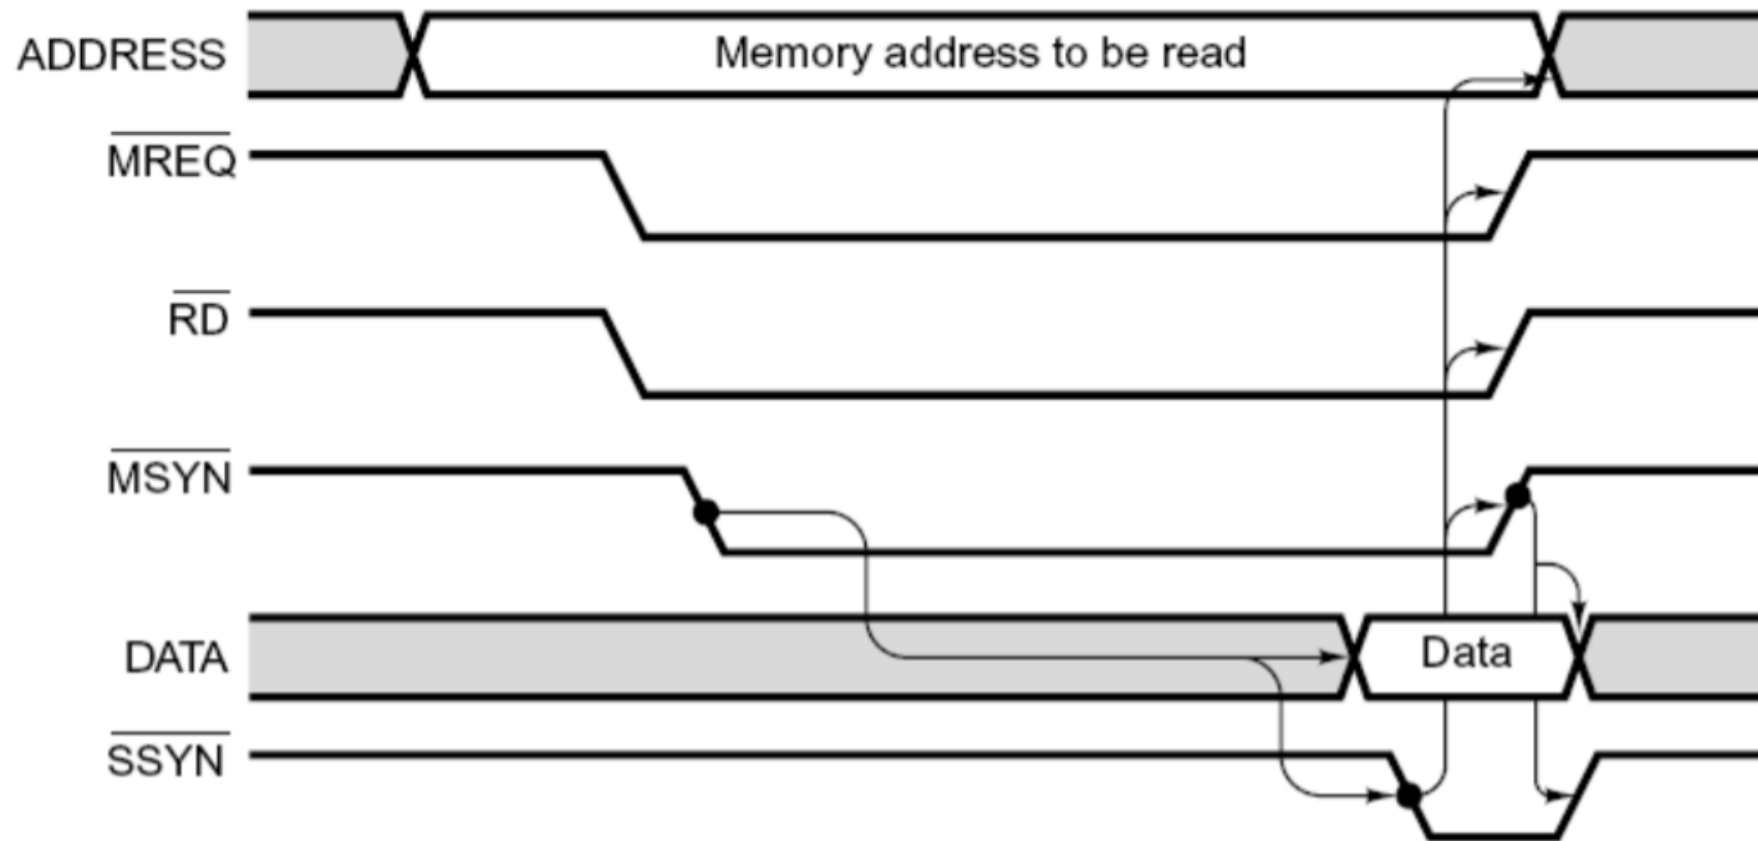 ADDRESS
Memory address to be read
MREQ
RD
MSYN
DATA
Data
SSYN